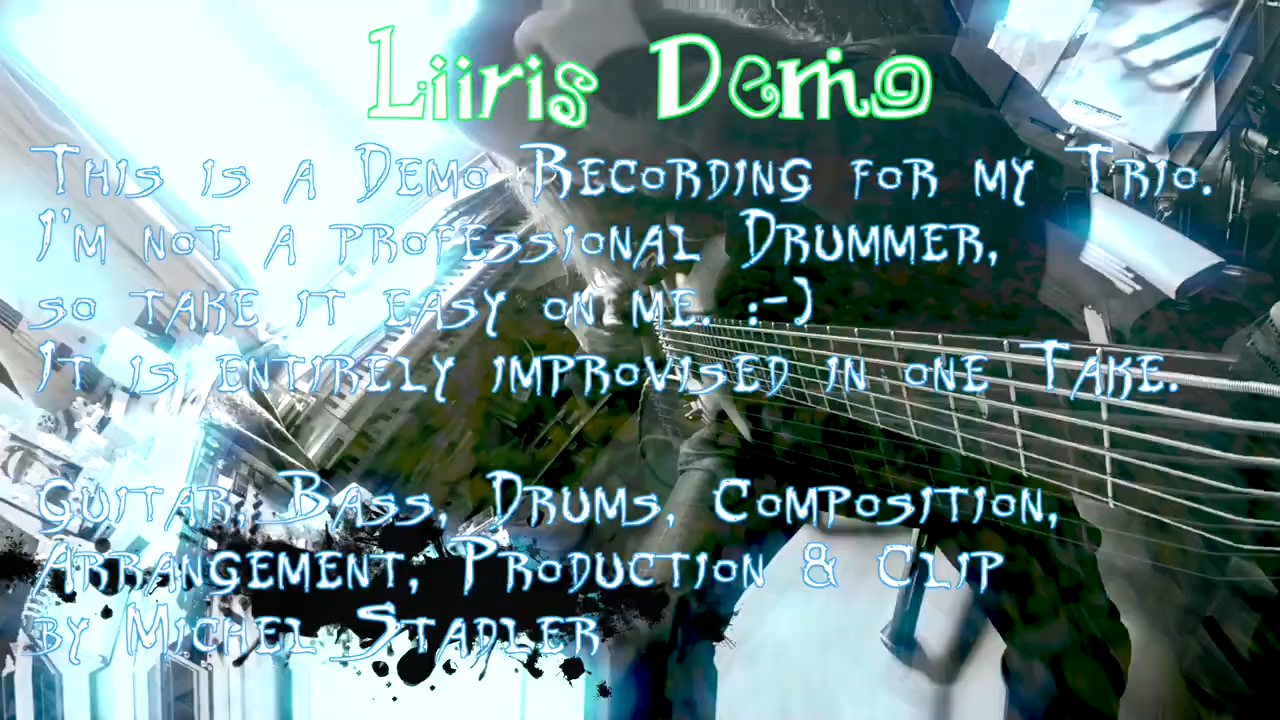 Liiris Demo
This is a Demo Recording for my Trio.
I'm not a professional Drummer,
so take it easy on me. :-)
It is entirely improvised in one Take.
Guitar, Bass, Drums, Composition,
Arrangement, Production & Clip
by Michel Stadler